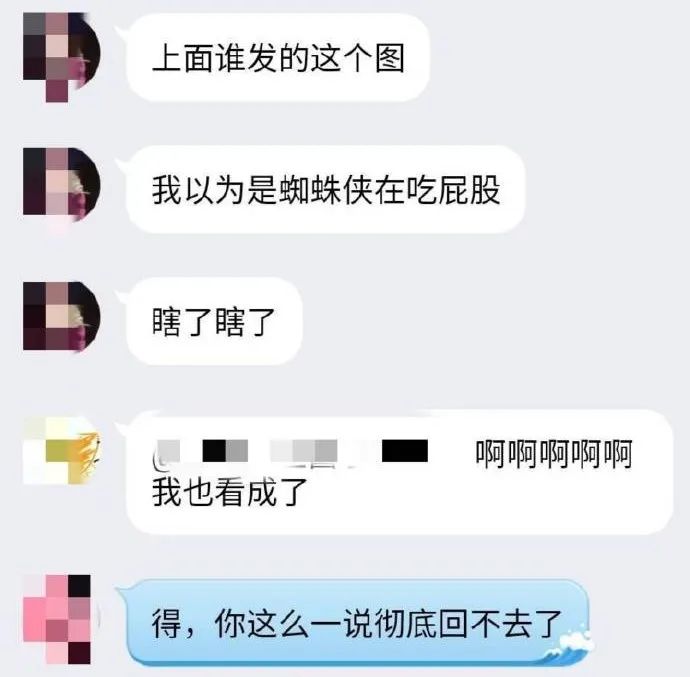 上面谁发的这个图
我以为是蜘蛛侠在吃屁股
瞎了瞎了
@ 啊啊啊啊啊
我也看成了
得，你这么一说彻底回不去了